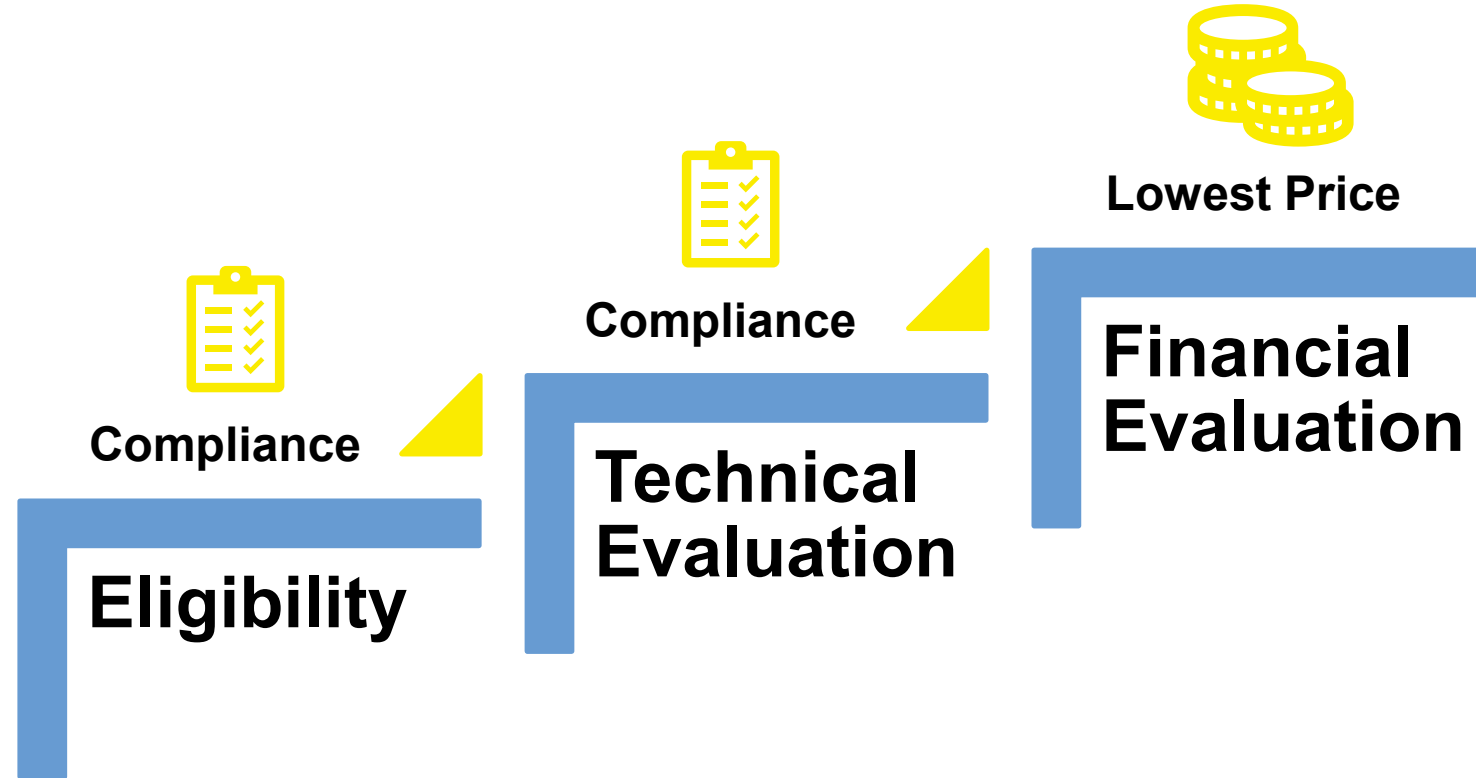 Compliance
Eligibility
Compliance
Technical
Evaluation
Lowest Price
Financial
Evaluation